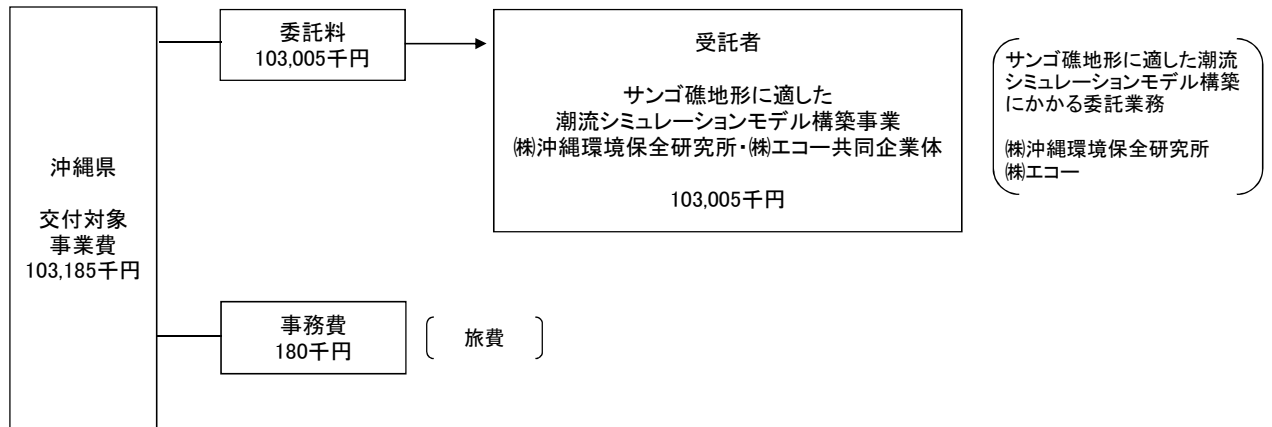 沖縄県
交付対象
事業費
103,185千円
委託料
103,005千円
受託者
サンゴ礁地形に適した
潮流シミュレーションモデル構築事業
㈱沖縄環境保全研究所・㈱エコー共同企業体
103,005千円
サンゴ礁地形に適した潮流
シミュレーションモデル構築
にかかる委託業務
㈱沖縄環境保全研究所
㈱エコー
事務費
180千円
旅費